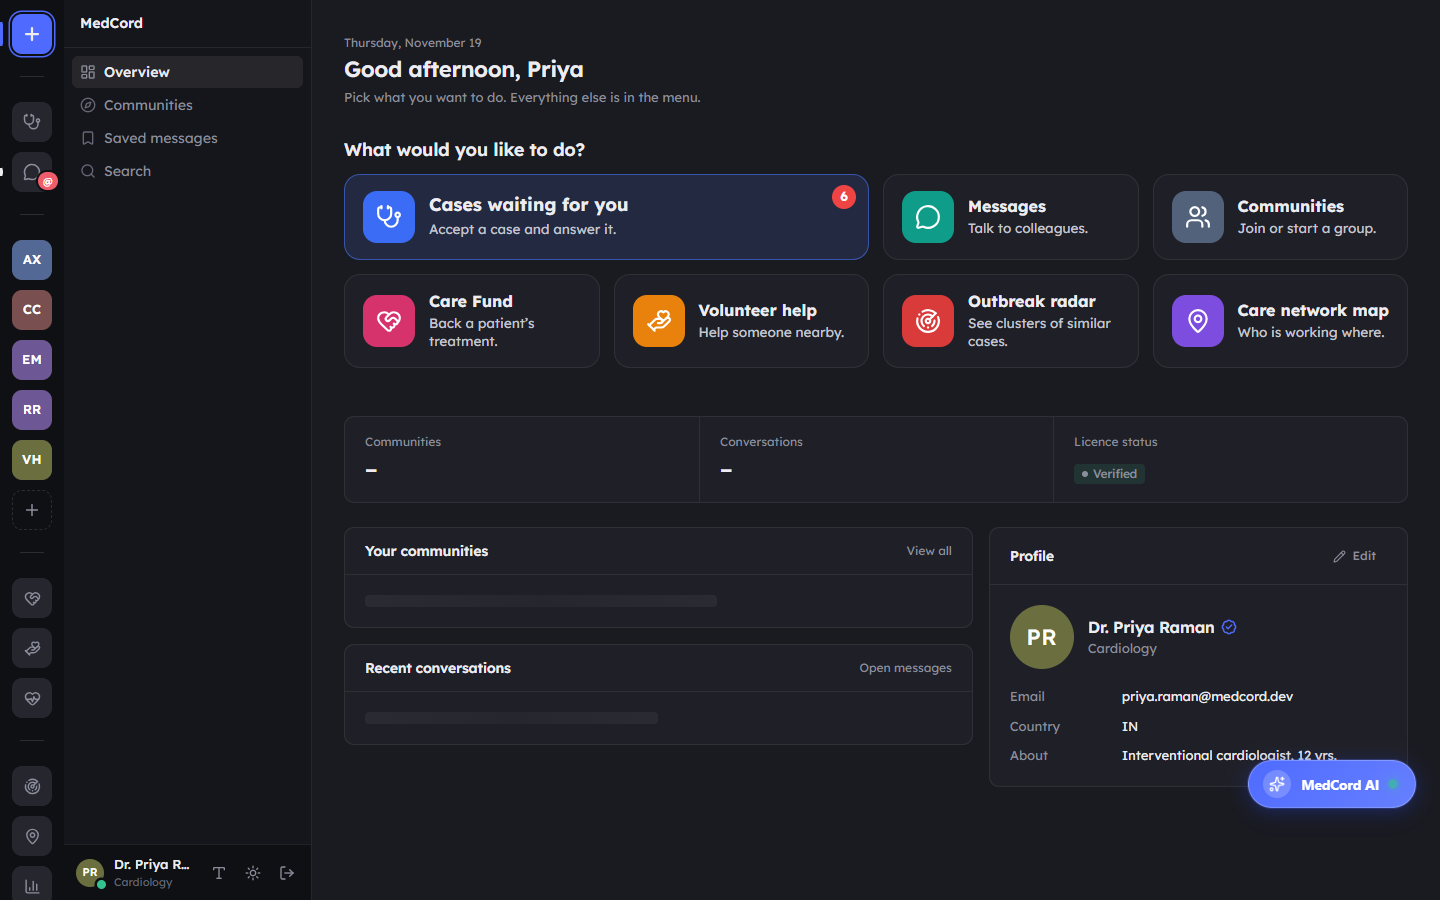 MedCord
Overview
Communities
Saved messages
Search
@
AX
CC
EM
RR
VH
PR
Dr. Priya R...
Cardiology
Thursday, November 19
Good afternoon, Priya
Pick what you want to do. Everything else is in the menu.
What would you like to do?
Cases waiting for you
Accept a case and answer it.
6
Messages
Talk to colleagues.
Communities
Join or start a group.
Care Fund
Back a patient’s
treatment.
Volunteer help
Help someone nearby.
Outbreak radar
See clusters of similar
cases.
Care network map
Who is working where.
Communities
–
Conversations
–
Licence status
Verified
Your communities
View all
Recent conversations
Open messages
Profile
Edit
PR
Dr. Priya Raman
Cardiology
Email
priya.raman@medcord.dev
Country
IN
About
Interventional cardiologist. 12 yrs.
MedCord AI